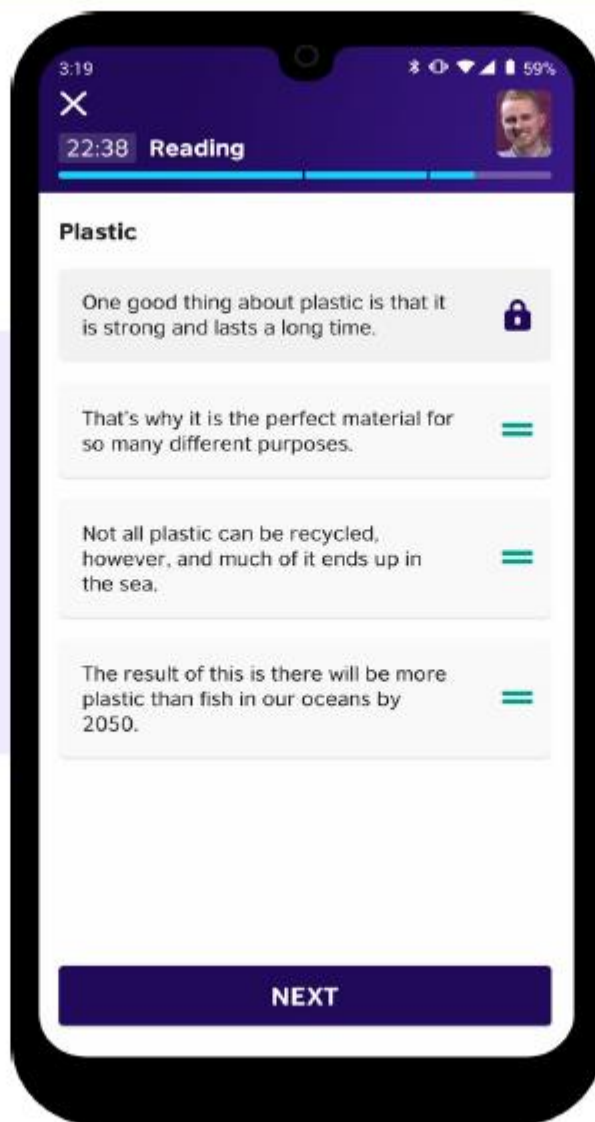 3:19
59%
22:38 Reading
Plastic
One good thing about plastic is that it
is strong and lasts a long time.
That's why it is the perfect material for
so many different purposes.
Not all plastic can be recycled,
however, and much of it ends up in
the sea.
The result of this is there will be more
plastic than fish in our oceans by
2050.
NEXT